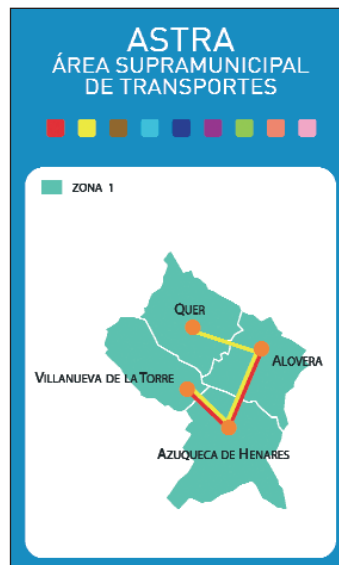 ASTRA
ÁREA SUPRAMUNICIPAL
DE TRANSPORTES
ZONA 1
QUER
ALOVERA
VILLANUEVA DE LA TORRE
AZUQUECA DE HENARES